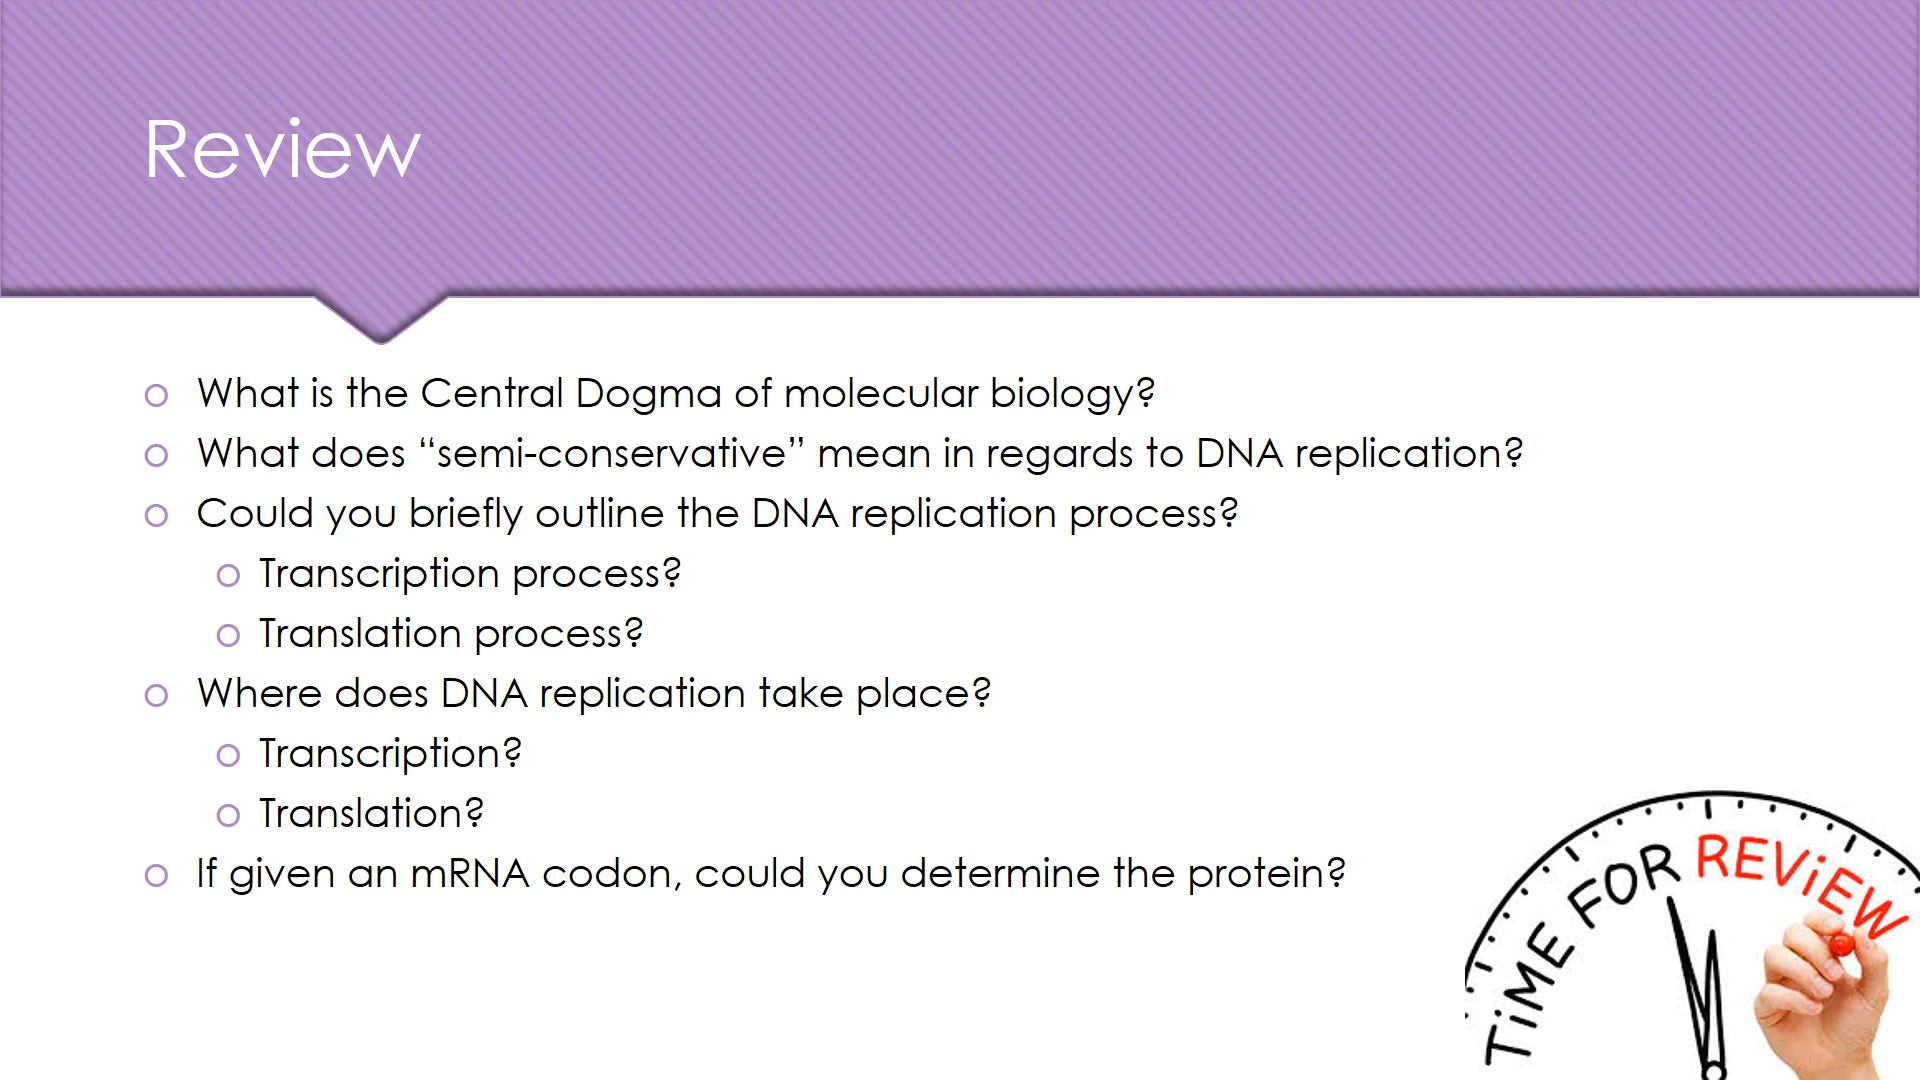 Review
What is the Central Dogma of molecular biology?
What does “semi-conservative” mean in regards to DNA replication?
Could you briefly outline the DNA replication process?
Transcription process?
Translation process?
Where does DNA replication take place?
Transcription?
Translation?
If given an mRNA codon, could you determine the protein?
TiME FOR REViEW